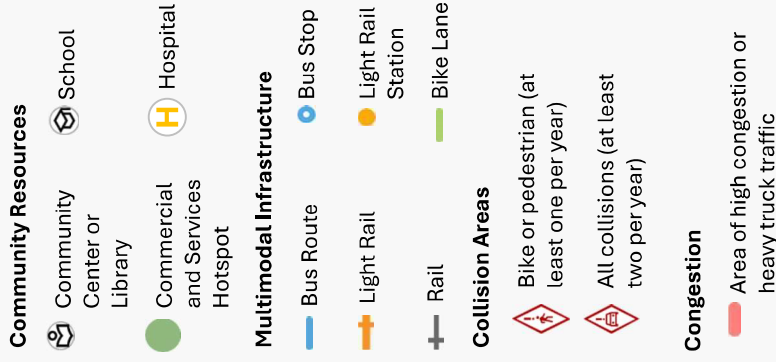 Community Resources
Community
Center or
Library
School
Commercial
and Services
Hotspot
H Hospital
Multimodal Infrastructure
Bus Route
Bus Stop
Light Rail
Light Rail
Station
Rail
Bike Lane
Collision Areas
Bike or pedestrian (at
least one per year)
All collisions (at least
two per year)
Congestion
Area of high congestion or
heavy truck traffic